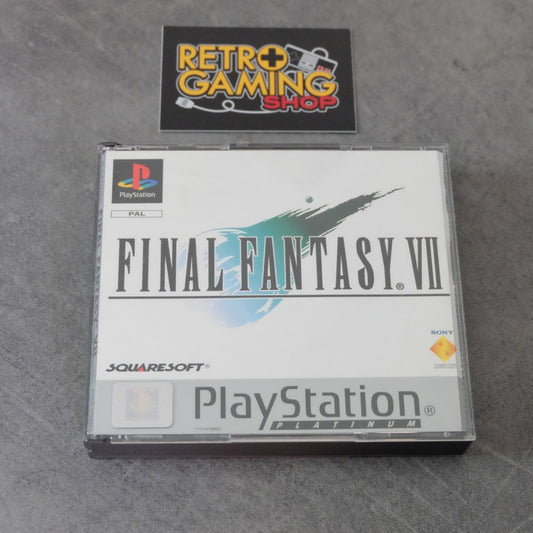 RETRO
GAMING
SHOP
PlayStation
PAL
FINAL FANTASY® VII
SQUARESOFT®
SONY
PlayStation®
PLATINUM